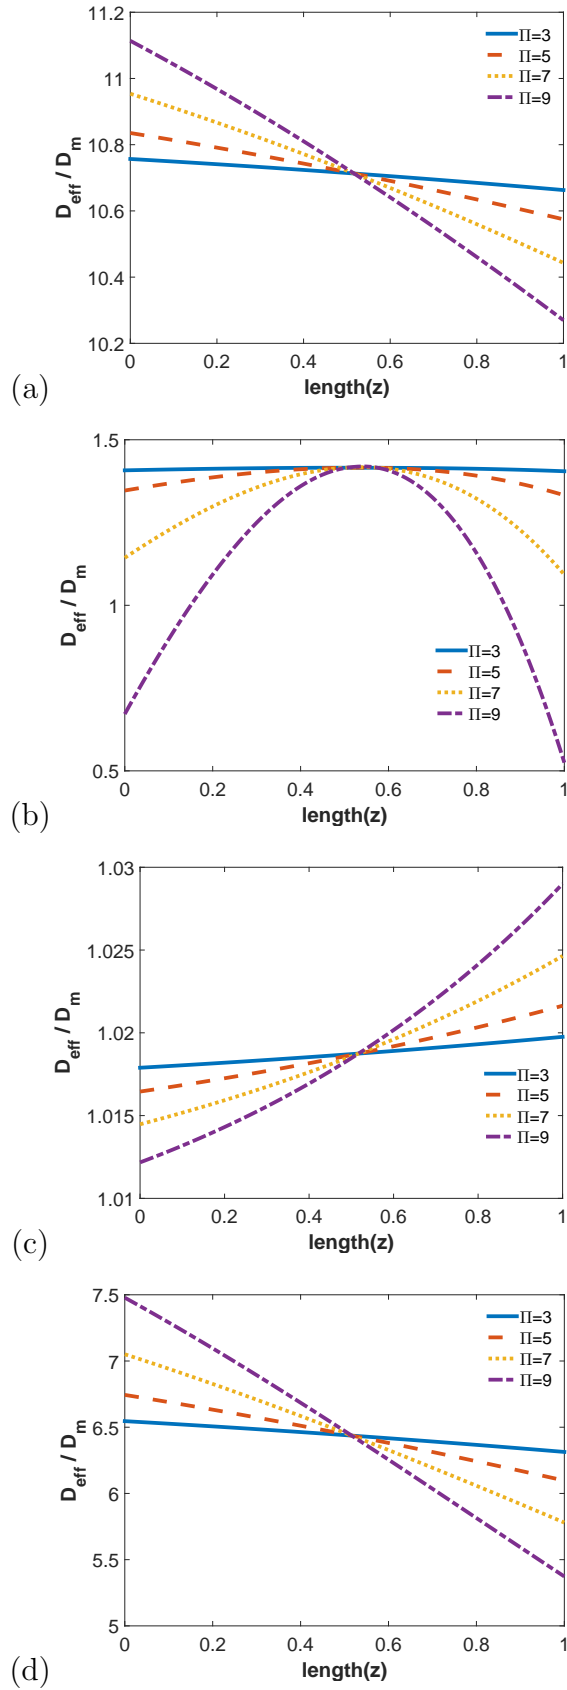 11.2
11
10.8
10.6
10.4
10.2
D_eff / D_m
0 0.2 0.4 0.6 0.8 1
length(z)
Π=3
Π=5
Π=7
Π=9
(a)
1.5
1
0.5
D_eff / D_m
0 0.2 0.4 0.6 0.8 1
length(z)
Π=3
Π=5
Π=7
Π=9
(b)
1.03
1.025
1.02
1.015
1.01
D_eff / D_m
0 0.2 0.4 0.6 0.8 1
length(z)
Π=3
Π=5
Π=7
Π=9
(c)
7.5
7
6.5
6
5.5
5
D_eff / D_m
0 0.2 0.4 0.6 0.8 1
length(z)
Π=3
Π=5
Π=7
Π=9
(d)